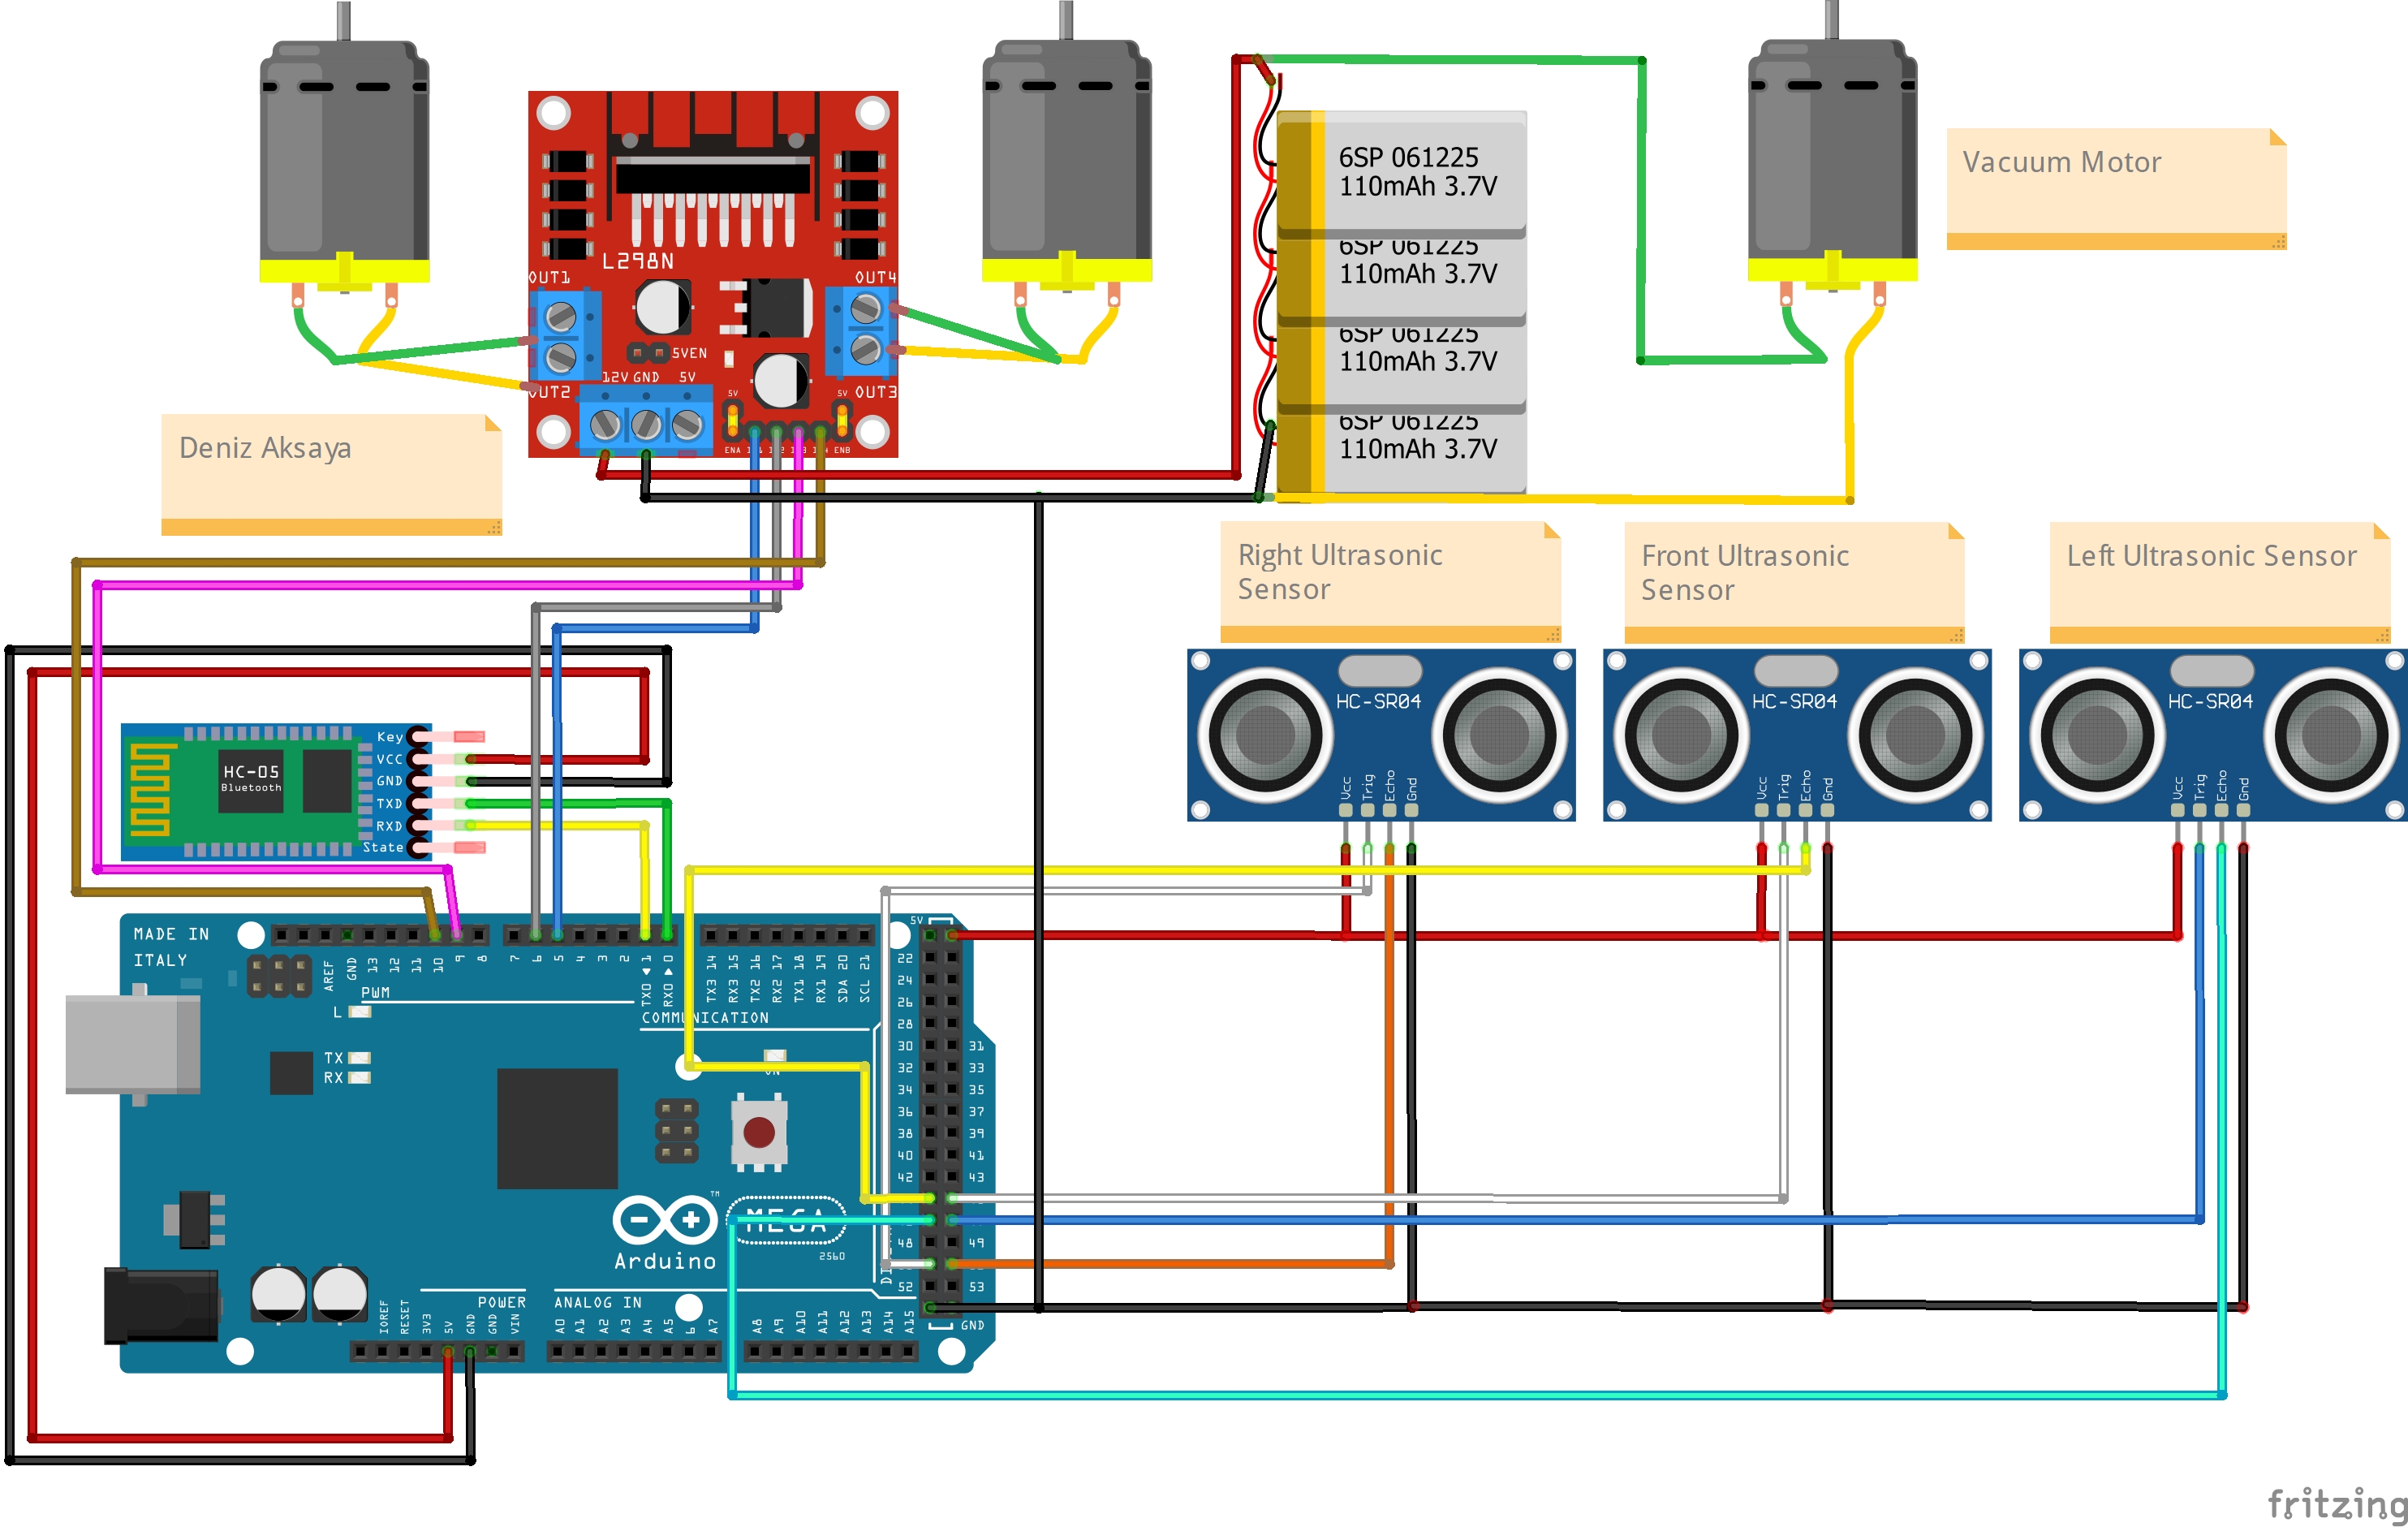 Vacuum Motor
6SP 061225
110mAh 3.7V
6SP 061225
110mAh 3.7V
6SP 061225
110mAh 3.7V
6SP 061225
110mAh 3.7V
L298N
OUT1
OUT4
5VEN
OUT2
12V GND 5V
5V
5V
OUT3
ENA
ENB
Deniz Aksaya
Right Ultrasonic
Sensor
Front Ultrasonic
Sensor
Left Ultrasonic Sensor
HC-SR04
Vcc
Trig
Echo
Gnd
HC-SR04
Vcc
Trig
Echo
Gnd
HC-SR04
Vcc
Trig
Echo
Gnd
HC-05
Bluetooth
Key
VCC
GND
TXD
RXD
State
MADE IN
ITALY
AREF
GND
13
12
11
10
9
8
7
6
5
4
3
2
TX0 1
RX0 0
TX3 14
RX3 15
TX2 16
RX2 17
TX1 18
RX1 19
SDA 20
SCL 21
PWM
COMMUNICATION
L
TX
RX
5V
22
24
26
28
30 31
32 33
34 35
36 37
38 39
40 41
42 43
48 49
52 53
GND
MEGA
2560
Arduino
TM
POWER
ANALOG IN
IOREF
RESET
3V3
5V
GND
GND
VIN
A0
A1
A2
A3
A4
A5
6
A7
A8
A9
A10
A11
A12
A13
A14
A15
fritzing